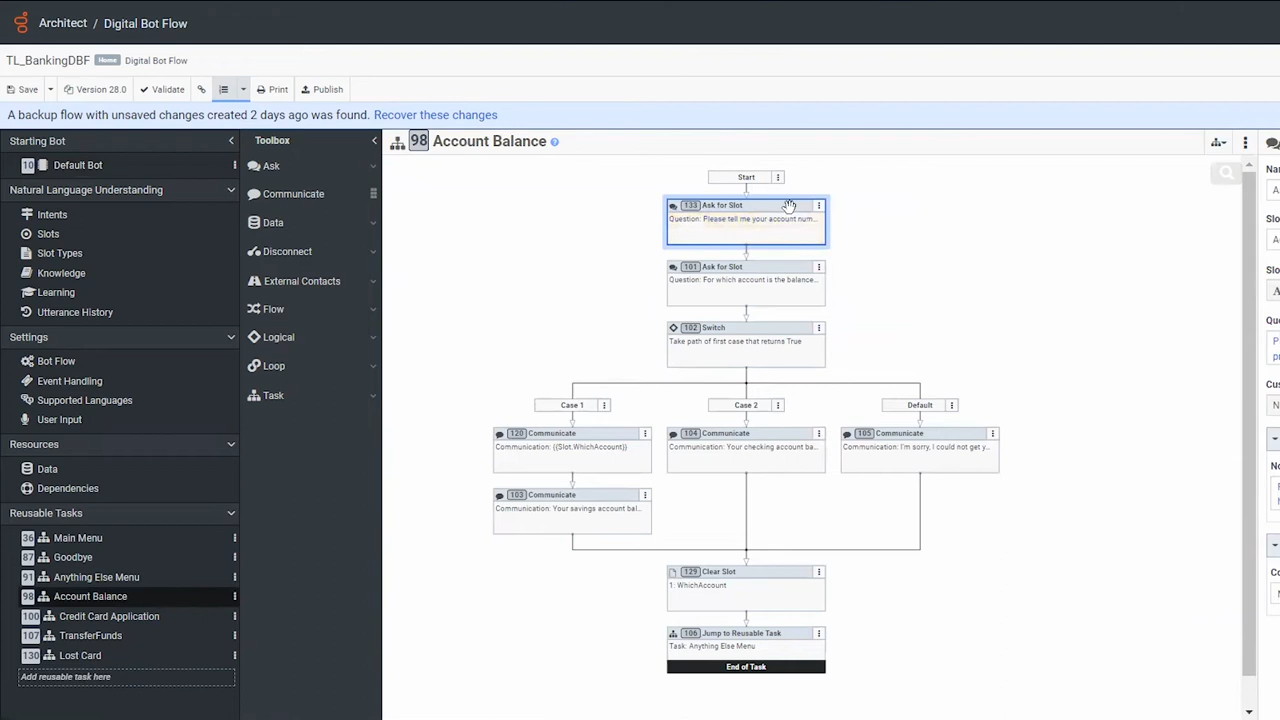 Architect / Digital Bot Flow
TL_BankingDBF Home Digital Bot Flow
Save Version 28.0 Validate Print Publish
A backup flow with unsaved changes created 2 days ago was found. Recover these changes
Starting Bot
10 Default Bot
Natural Language Understanding
Intents
Slots
Slot Types
Knowledge
Learning
Utterance History
Settings
Bot Flow
Event Handling
Supported Languages
User Input
Resources
Data
Dependencies
Reusable Tasks
36 Main Menu
87 Goodbye
91 Anything Else Menu
98 Account Balance
100 Credit Card Application
107 TransferFunds
130 Lost Card
Add reusable task here
Toolbox
Ask
Communicate
Data
Disconnect
External Contacts
Flow
Logical
Loop
Task
98 Account Balance
Start
133 Ask for Slot
Question: Please tell me your account num...
101 Ask for Slot
Question: For which account is the balance...
102 Switch
Take path of first case that returns True
Case 1
Case 2
Default
120 Communicate
Communication: {{Slot.WhichAccount}}
104 Communicate
Communication: Your checking account ba...
105 Communicate
Communication: I'm sorry, I could not get y...
103 Communicate
Communication: Your savings account bal...
129 Clear Slot
1: WhichAccount
106 Jump to Reusable Task
Task: Anything Else Menu
End of Task